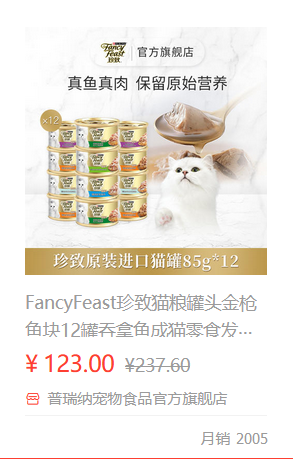 PURINA
Fancy Feast
珍致
官方旗舰店
真鱼真肉 保留原始营养
×12
珍致原装进口猫罐85g*12
FancyFeast珍致猫粮罐头金枪
鱼块12罐吞拿鱼成猫零食发…
¥ 123.00 ¥237.60
普瑞纳宠物食品官方旗舰店
月销 2005